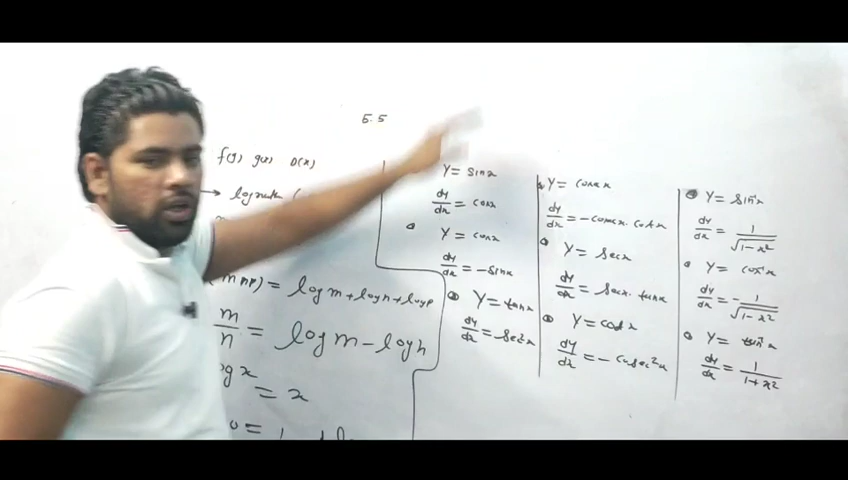 5.5
f(y) g(x) O(x)
→ log
mnp) = log m + log n + log p
m/n = log m - log n
log x = x
0 = 1
Y = sin x
dy/dx = cos x
Y = cos x
dy/dx = -sin x
Y = tan x
dy/dx = sec²x
Y = cosec x
dy/dx = -cosec x. cot x
Y = sec x
dy/dx = sec x. tan x
Y = cot x
dy/dx = -cosec²x
Y = sin⁻¹x
dy/dx = 1/√(1-x²)
Y = cos⁻¹x
dy/dx = -1/√(1-x²)
Y = tan⁻¹x
dy/dx = 1/(1+x²)